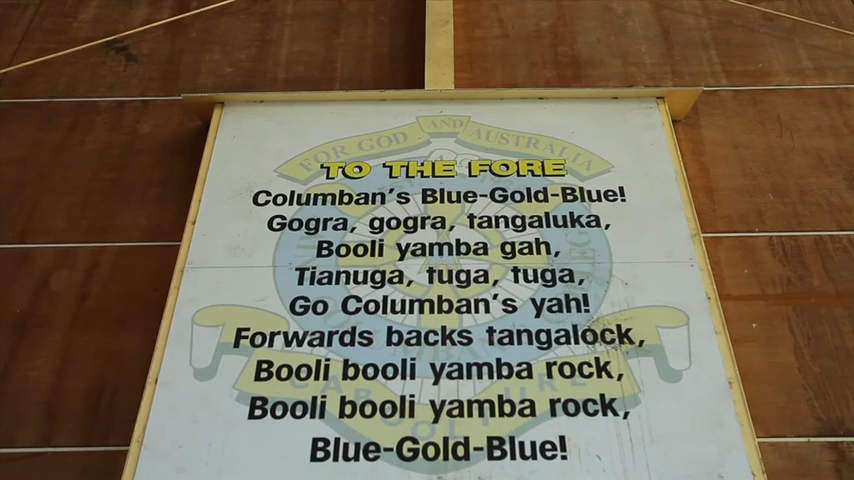 FOR GOD AND AUSTRALIA
TO THE FORE
Columban's Blue-Gold-Blue!
Gogra, gogra, tangaluka,
Booli yamba gah,
Tianuga, tuga, tuga,
Go Columban's yah!
Forwards backs tangalock,
Booli booli yamba rock,
Booli booli yamba rock,
Blue-Gold-Blue!